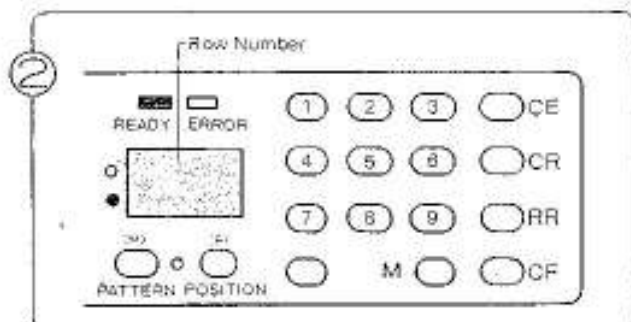 Row Number
2
READY ERROR
1 2 3 CE
4 5 6 CR
7 8 9 RR
M CF
PATTERN POSITION